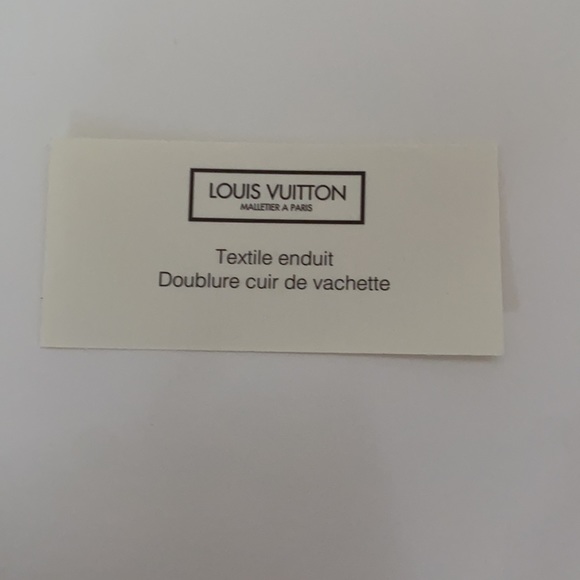 LOUIS VUITTON
MALLETIER A PARIS
Textile enduit
Doublure cuir de vachette